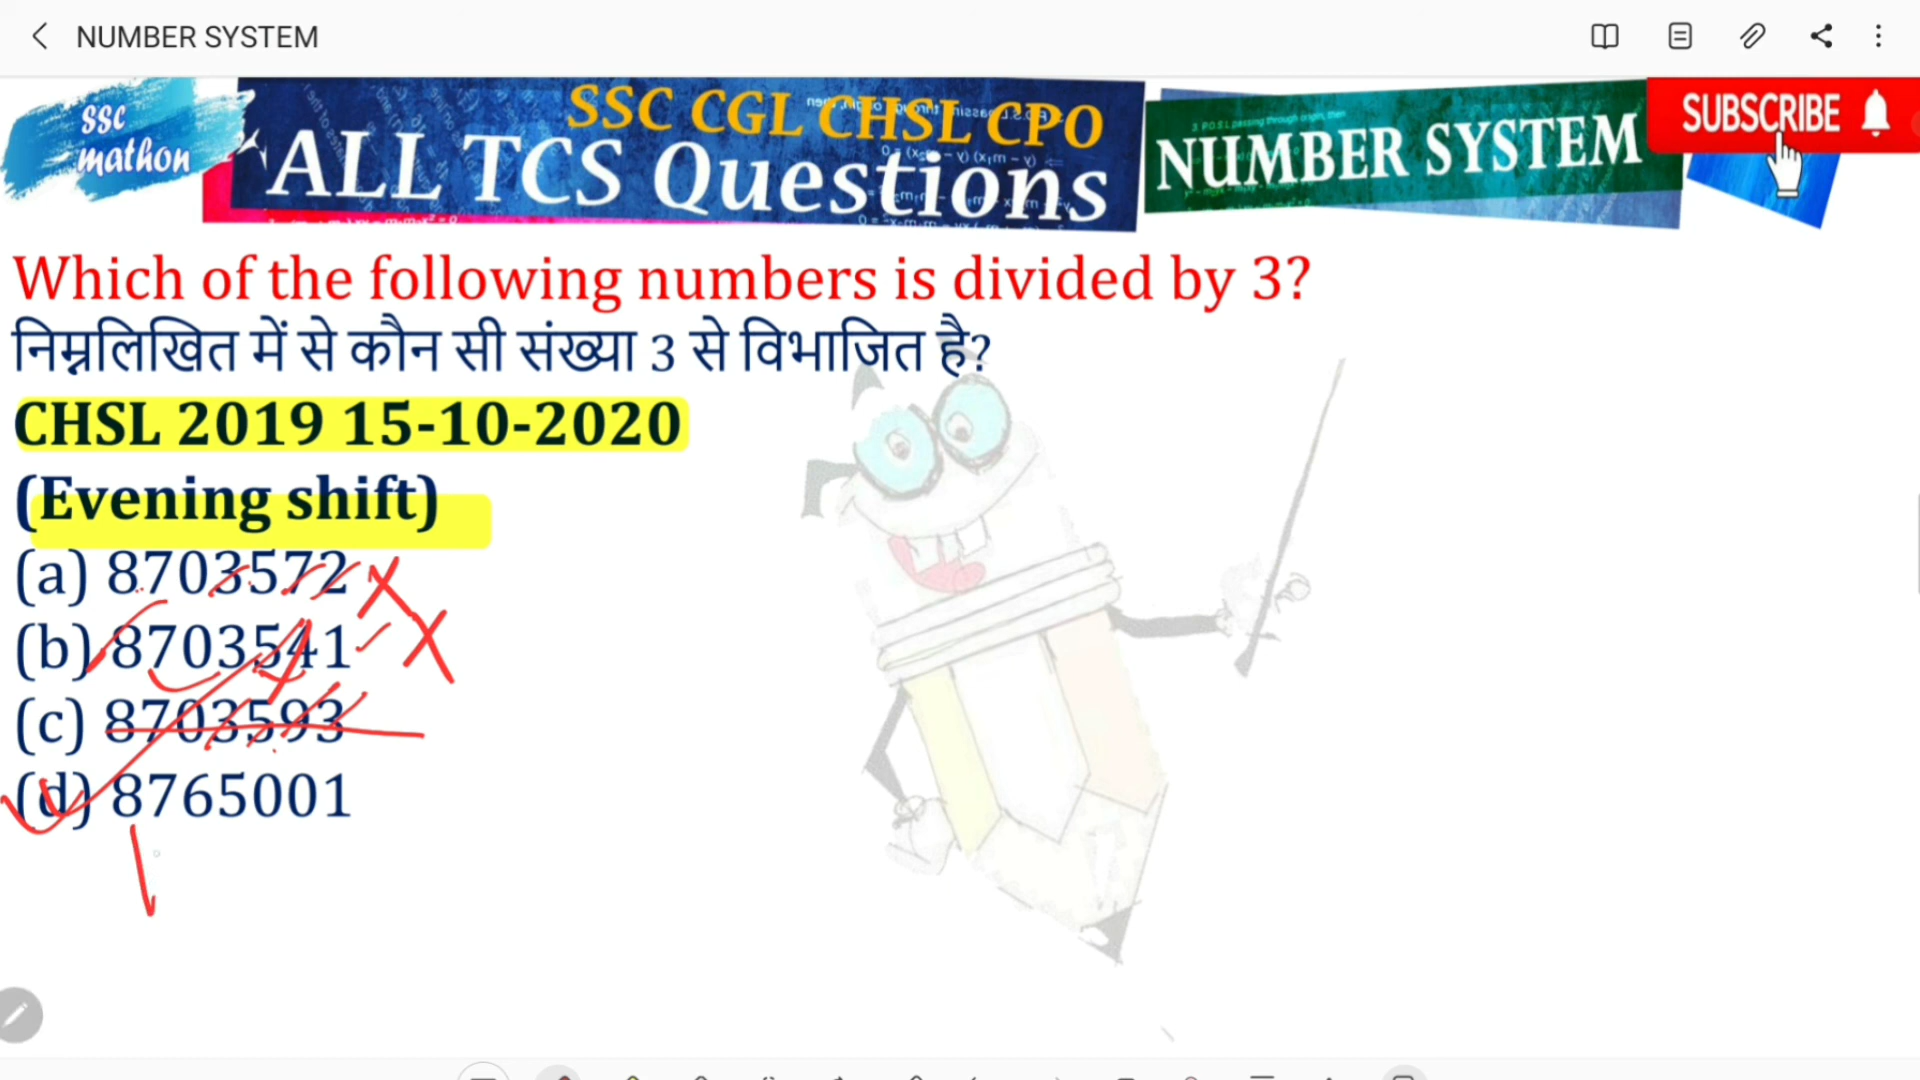 NUMBER SYSTEM
SSC
mathon
SSC CGL CHSL CPO
ALL TCS Questions
NUMBER SYSTEM
SUBSCRIBE
Which of the following numbers is divided by 3?
निम्नलिखित में से कौन सी संख्या 3 से विभाजित है?
CHSL 2019 15-10-2020
(Evening shift)
(a) 8703572
(b) 8703541
(c) 8703593
(d) 8765001